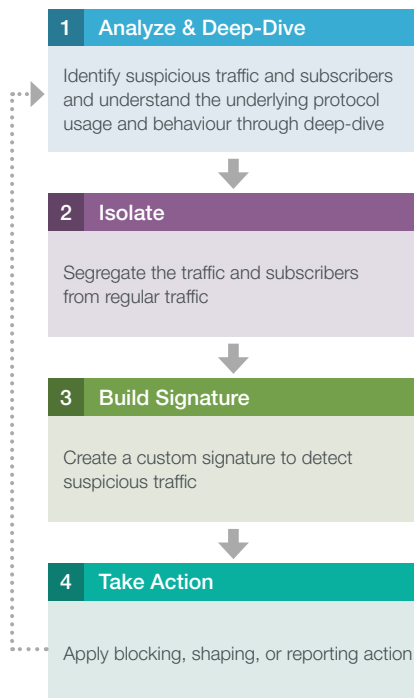 1 Analyze & Deep-Dive
Identify suspicious traffic and subscribers
and understand the underlying protocol
usage and behaviour through deep-dive
2 Isolate
Segregate the traffic and subscribers
from regular traffic
3 Build Signature
Create a custom signature to detect
suspicious traffic
4 Take Action
Apply blocking, shaping, or reporting action